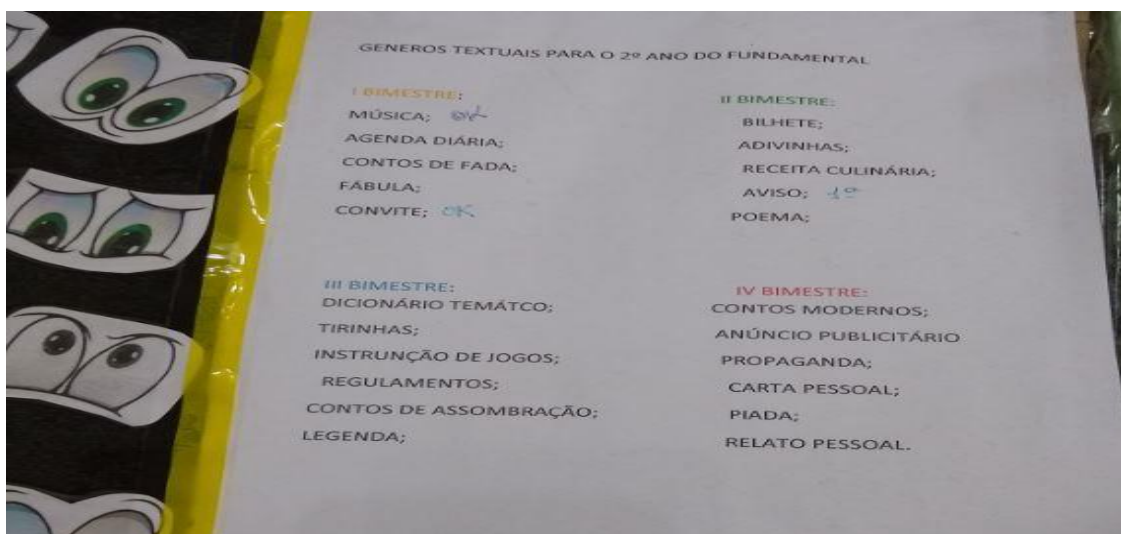 GENEROS TEXTUAIS PARA O 2º ANO DO FUNDAMENTAL
I BIMESTRE:
MÚSICA; OK
AGENDA DIÁRIA;
CONTOS DE FADA;
FÁBULA;
CONVITE; OK
II BIMESTRE:
BILHETE;
ADIVINHAS;
RECEITA CULINÁRIA;
AVISO; 1º
POEMA;
III BIMESTRE:
DICIONÁRIO TEMÁTCO;
TIRINHAS;
INSTRUNÇÃO DE JOGOS;
REGULAMENTOS;
CONTOS DE ASSOMBRAÇÃO;
LEGENDA;
IV BIMESTRE:
CONTOS MODERNOS;
ANÚNCIO PUBLICITÁRIO
PROPAGANDA;
CARTA PESSOAL;
PIADA;
RELATO PESSOAL.